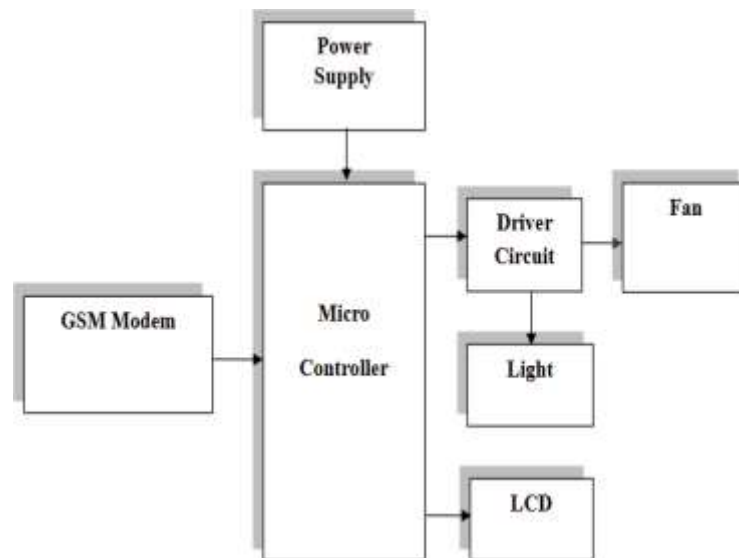 Power
Supply
Driver
Circuit
Fan
GSM Modem
Micro
Controller
Light
LCD